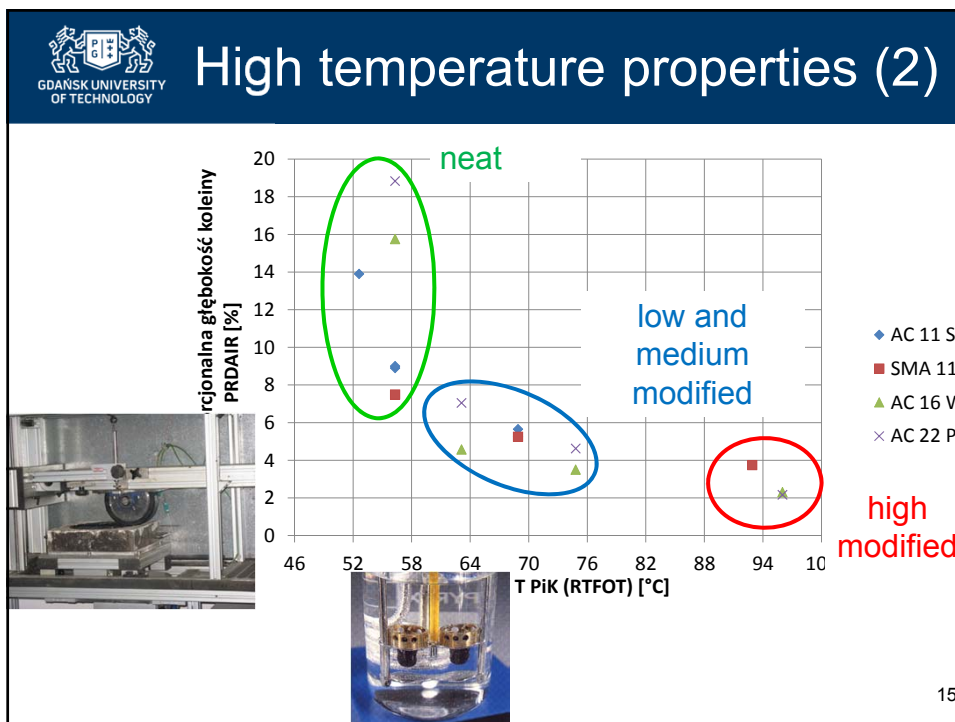 P G
GDAŃSK UNIVERSITY
OF TECHNOLOGY
High temperature properties (2)
neat
low and
medium
modified
high
modified
rcjonalna głębokość koleiny
PRDAIR [%]
20
18
16
14
12
10
8
6
4
2
0
46 52 58 64 70 76 82 88 94 10
T PiK (RTFOT) [°C]
AC 11 S
SMA 11
AC 16 W
AC 22 P
15